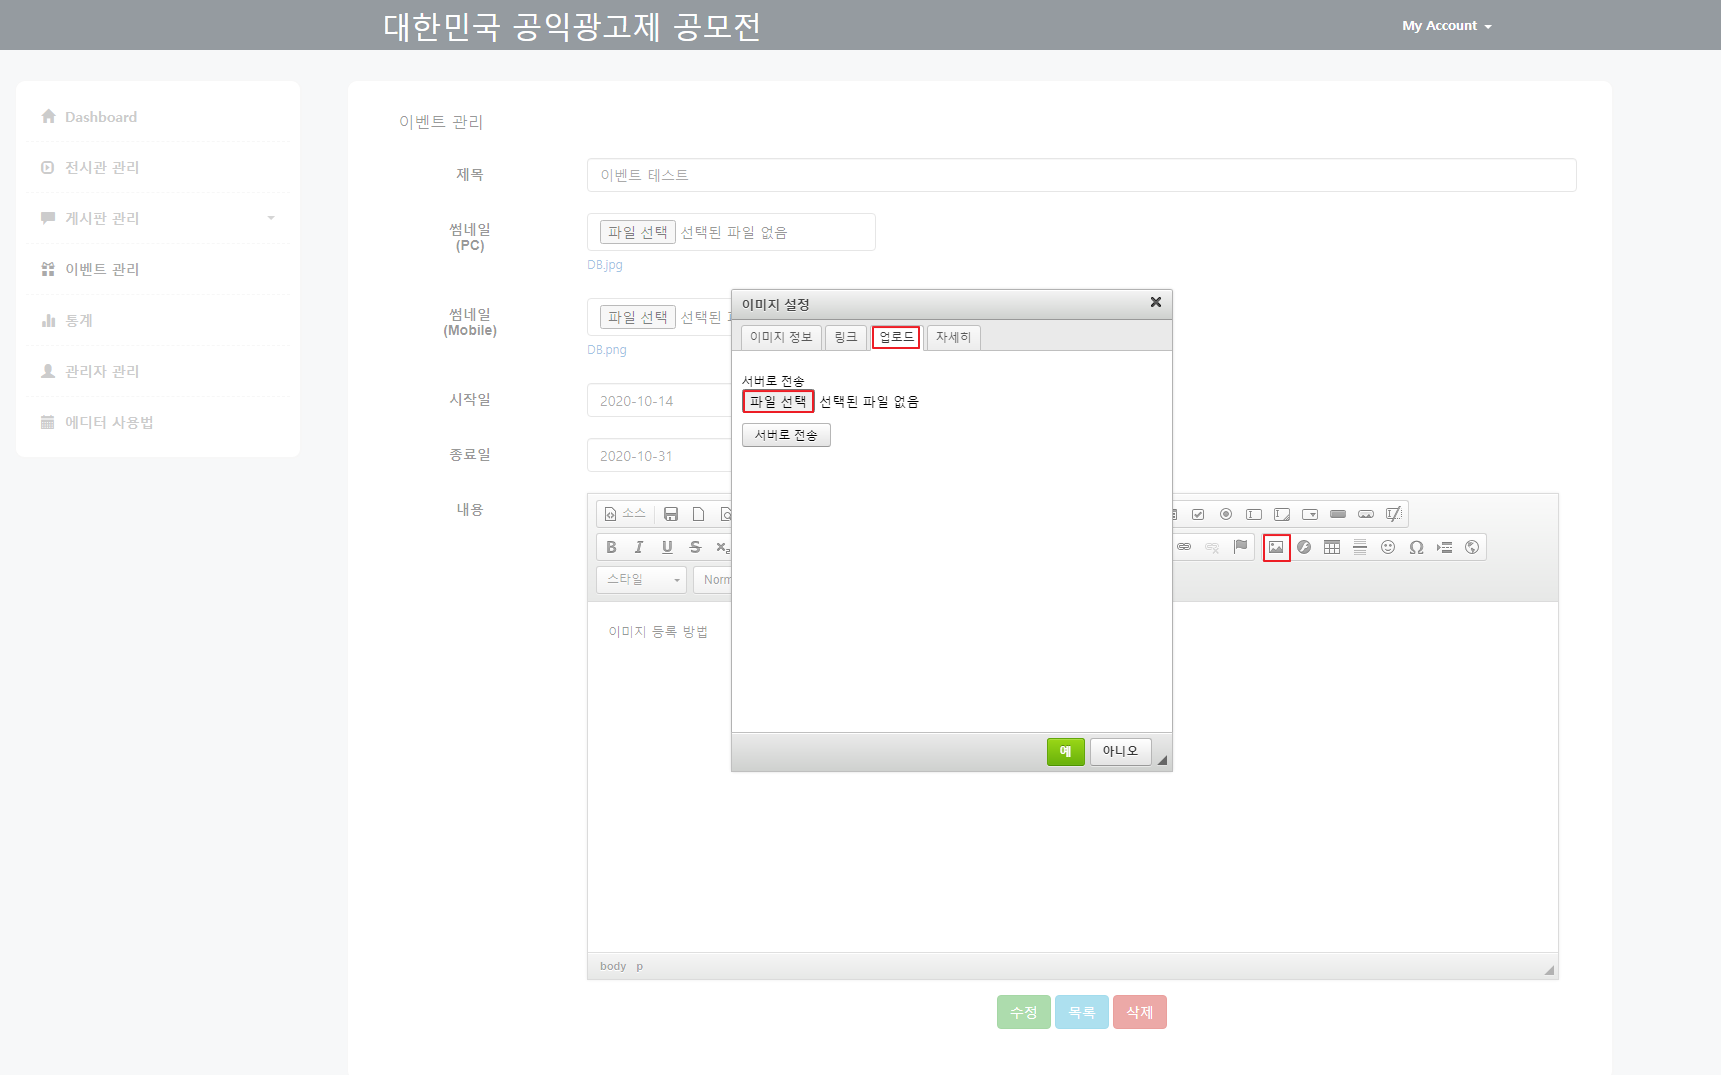 대한민국 공익광고제 공모전
My Account
Dashboard
전시관 관리
게시판 관리
이벤트 관리
통계
관리자 관리
에디터 사용법
이벤트 관리
제목
이벤트 테스트
썸네일
(PC)
파일 선택 선택된 파일 없음
DB.jpg
썸네일
(Mobile)
파일 선택 선택된
DB.png
시작일
2020-10-14
종료일
2020-10-31
내용
소스
스타일
Norm
이미지 등록 방법
body p
수정 목록 삭제
이미지 설정
이미지 정보 링크 업로드 자세히
서버로 전송
파일 선택 선택된 파일 없음
서버로 전송
예 아니오